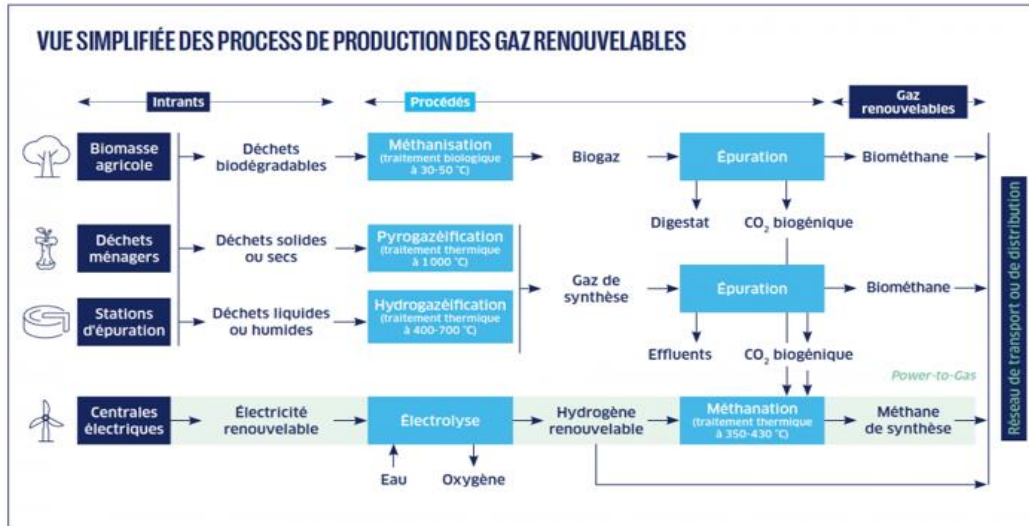 VUE SIMPLIFIÉE DES PROCESS DE PRODUCTION DES GAZ RENOUVELABLES
Intrants
Procédés
Gaz
renouvelables
Biomasse
agricole
Déchets
biodégradables
Méthanisation
(traitement biologique
à 30-50 °C)
Biogaz
Épuration
Biométhane
Digestat
CO₂ biogénique
Déchets
ménagers
Déchets solides
ou secs
Pyrogazéification
(traitement thermique
à 1 000 °C)
Gaz de
synthèse
Épuration
Biométhane
Stations
d'épuration
Déchets liquides
ou humides
Hydrogazéification
(traitement thermique
à 400-700 °C)
Effluents
CO₂ biogénique
Power-to-Gas
Centrales
électriques
Électricité
renouvelable
Électrolyse
Hydrogène
renouvelable
Méthanation
(traitement thermique
à 350-430 °C)
Méthane
de synthèse
Eau
Oxygène
Réseau de transport ou de distribution